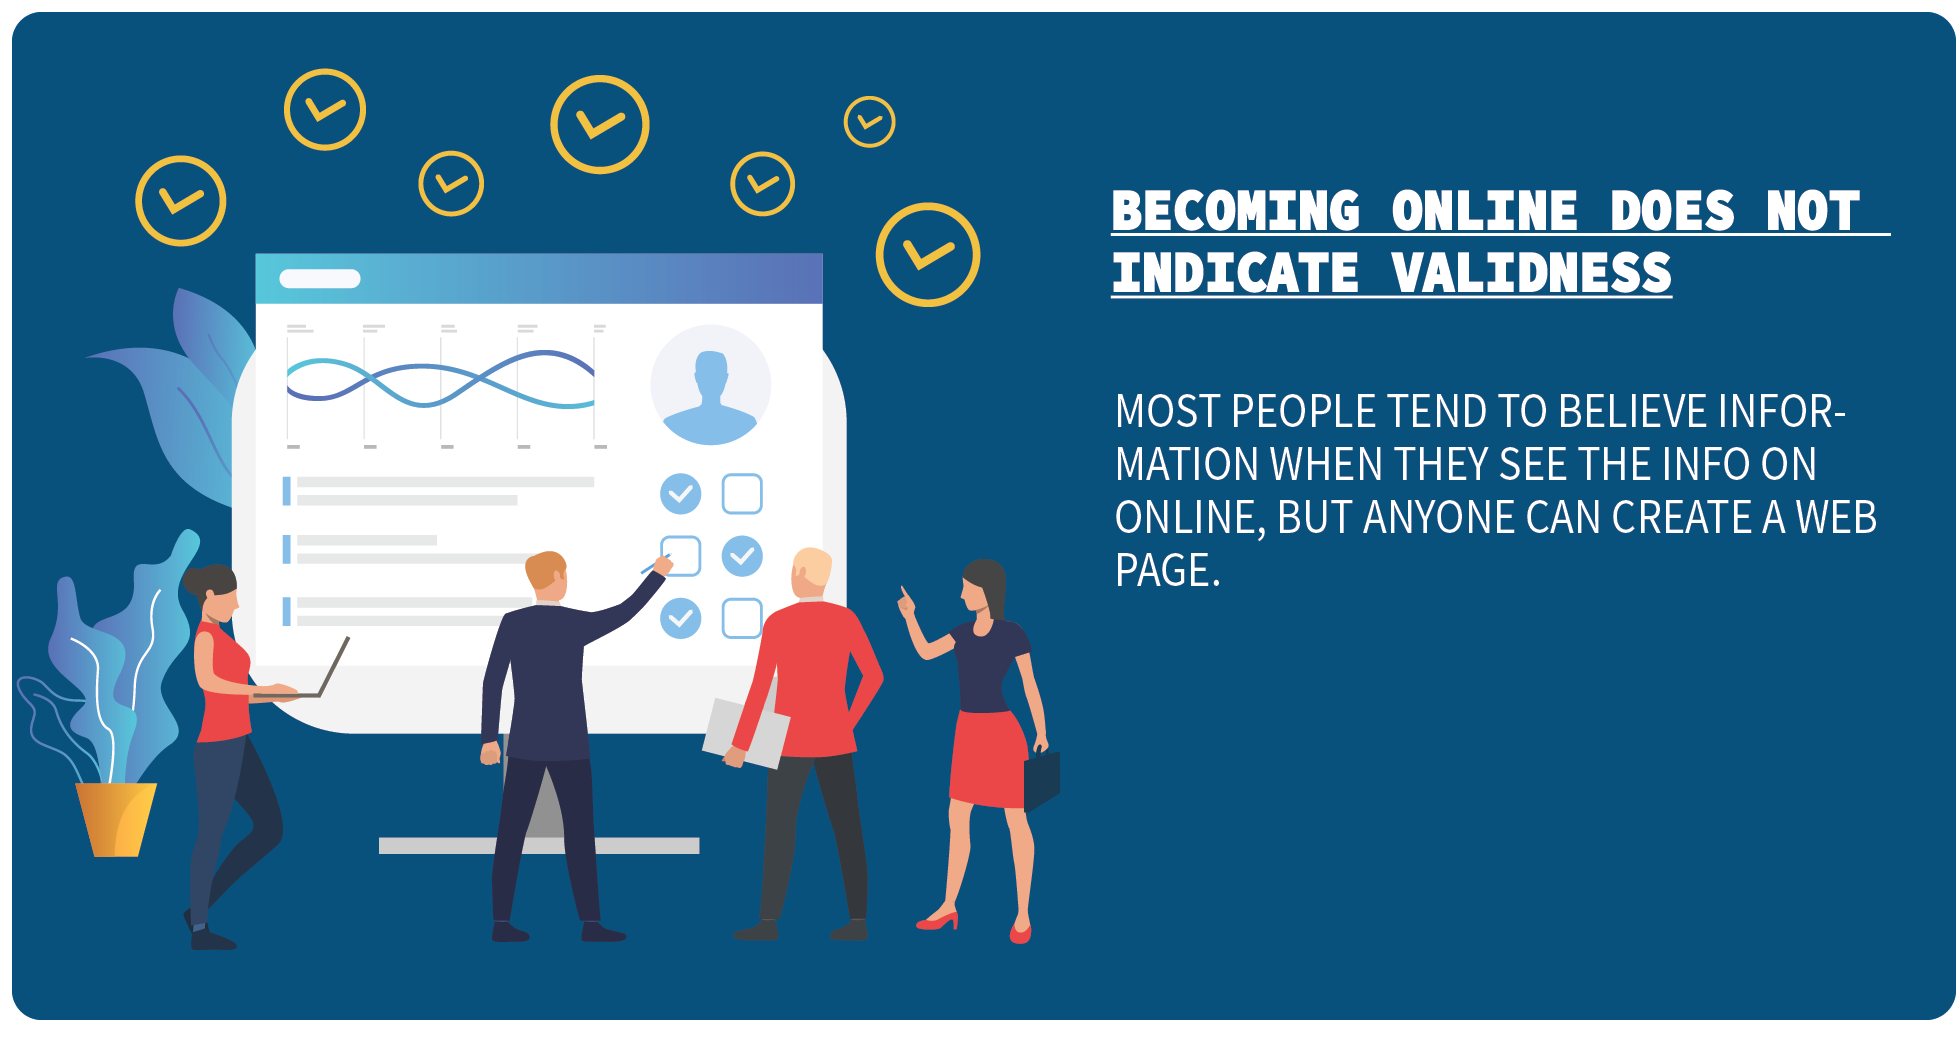 BECOMING ONLINE DOES NOT
INDICATE VALIDNESS
MOST PEOPLE TEND TO BELIEVE INFOR-
MATION WHEN THEY SEE THE INFO ON
ONLINE, BUT ANYONE CAN CREATE A WEB
PAGE.